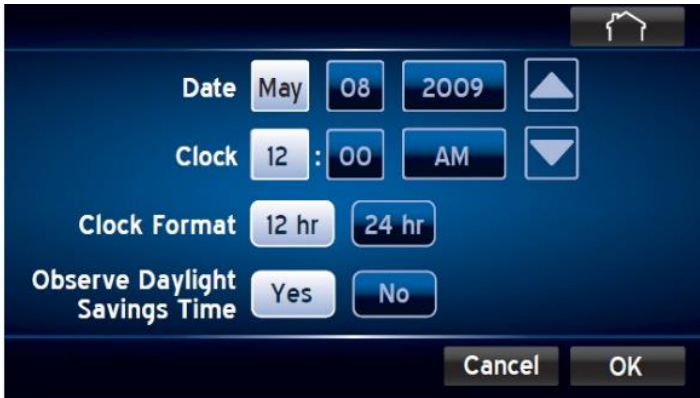 Date May 08 2009
Clock 12 : 00 AM
Clock Format 12 hr 24 hr
Observe Daylight
Savings Time Yes No
Cancel OK